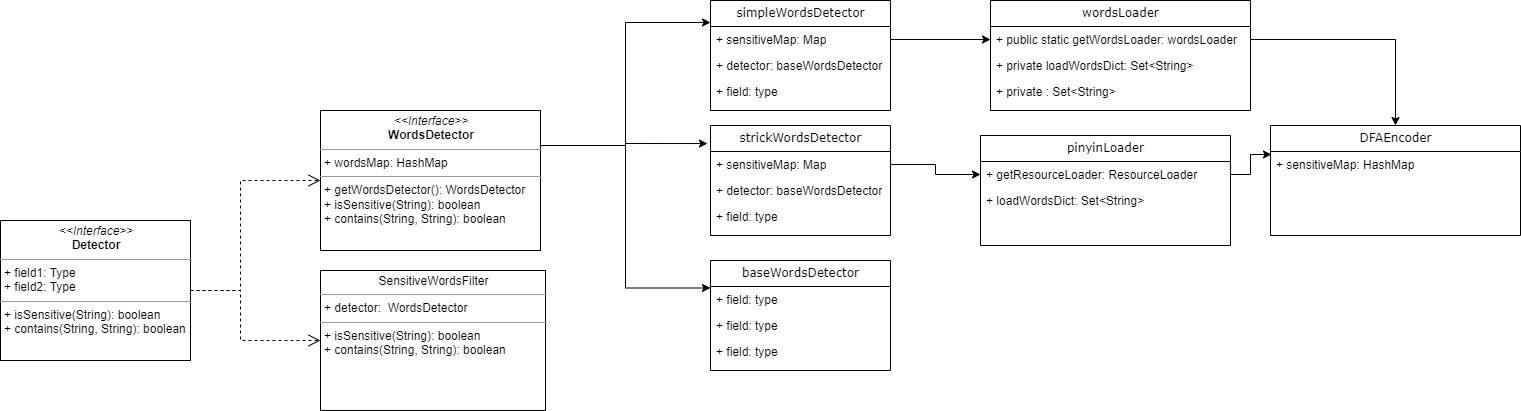 <<Interface>>
Detector
+ field1: Type
+ field2: Type
+ isSensitive(String): boolean
+ contains(String, String): boolean
<<Interface>>
WordsDetector
+ wordsMap: HashMap
+ getWordsDetector(): WordsDetector
+ isSensitive(String): boolean
+ contains(String, String): boolean
SensitiveWordsFilter
+ detector:  WordsDetector
+ isSensitive(String): boolean
+ contains(String, String): boolean
simpleWordsDetector
+ sensitiveMap: Map
+ detector: baseWordsDetector
+ field: type
strickWordsDetector
+ sensitiveMap: Map
+ detector: baseWordsDetector
+ field: type
baseWordsDetector
+ field: type
+ field: type
+ field: type
wordsLoader
+ public static getWordsLoader: wordsLoader
+ private loadWordsDict: Set<String>
+ private : Set<String>
pinyinLoader
+ getResourceLoader: ResourceLoader
+ loadWordsDict: Set<String>
DFAEncoder
+ sensitiveMap: HashMap